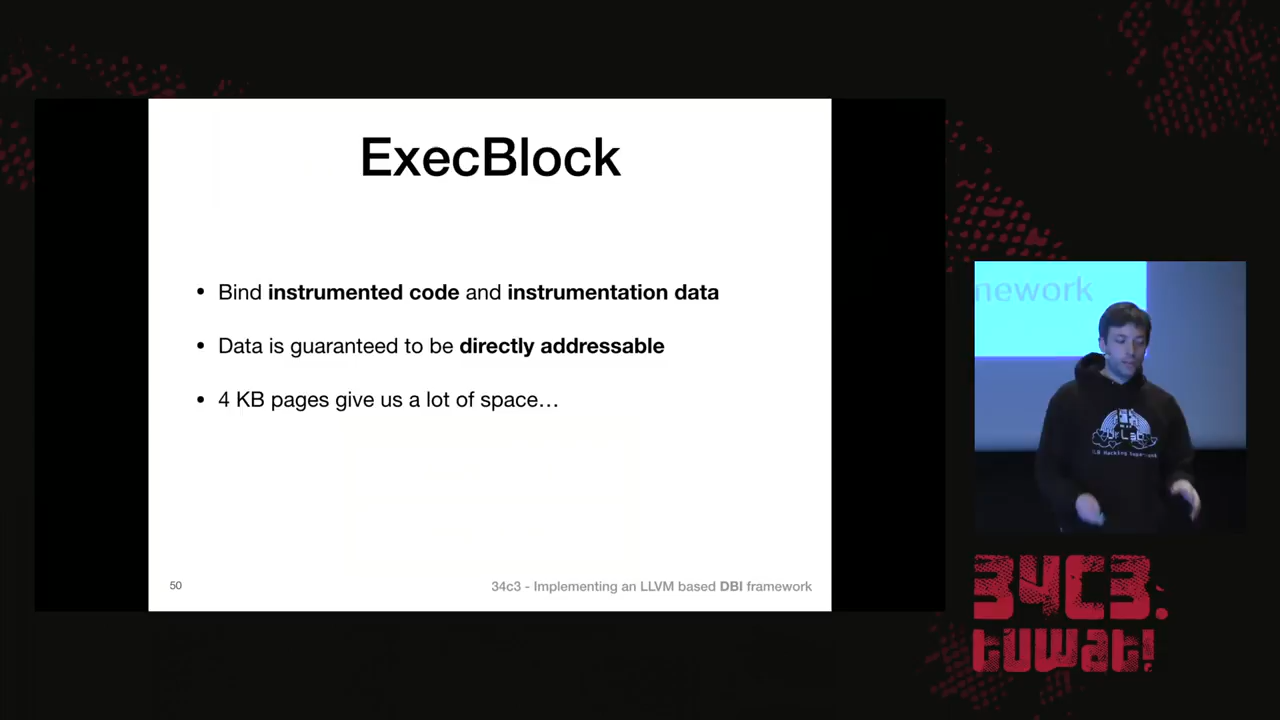 ExecBlock
• Bind instrumented code and instrumentation data
• Data is guaranteed to be directly addressable
• 4 KB pages give us a lot of space…
50
34c3 - Implementing an LLVM based DBI framework
nework
34C3.
tuwat!